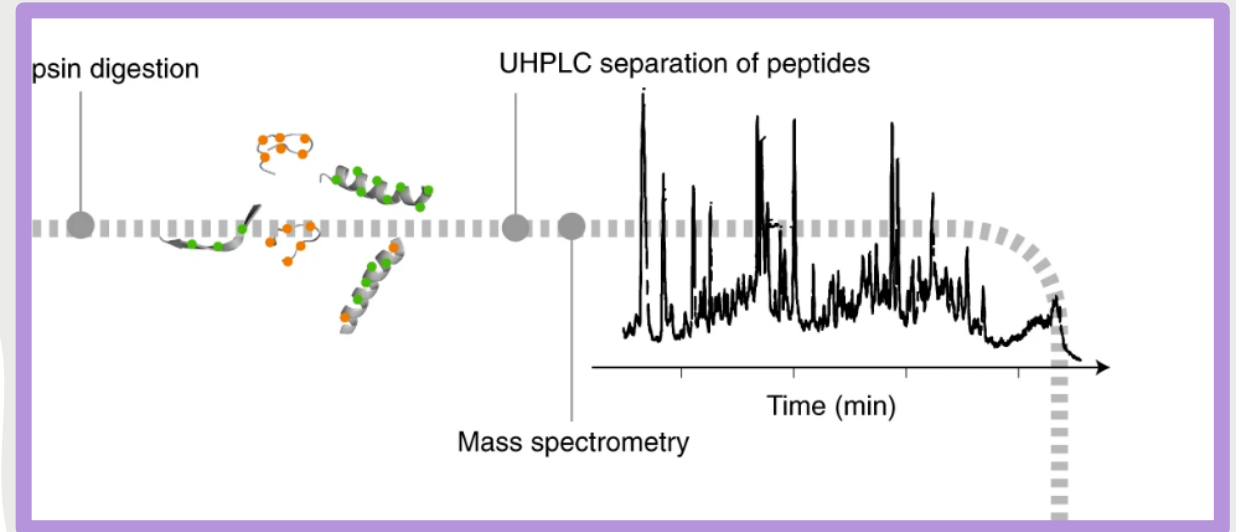 psin digestion
UHPLC separation of peptides
Time (min)
Mass spectrometry